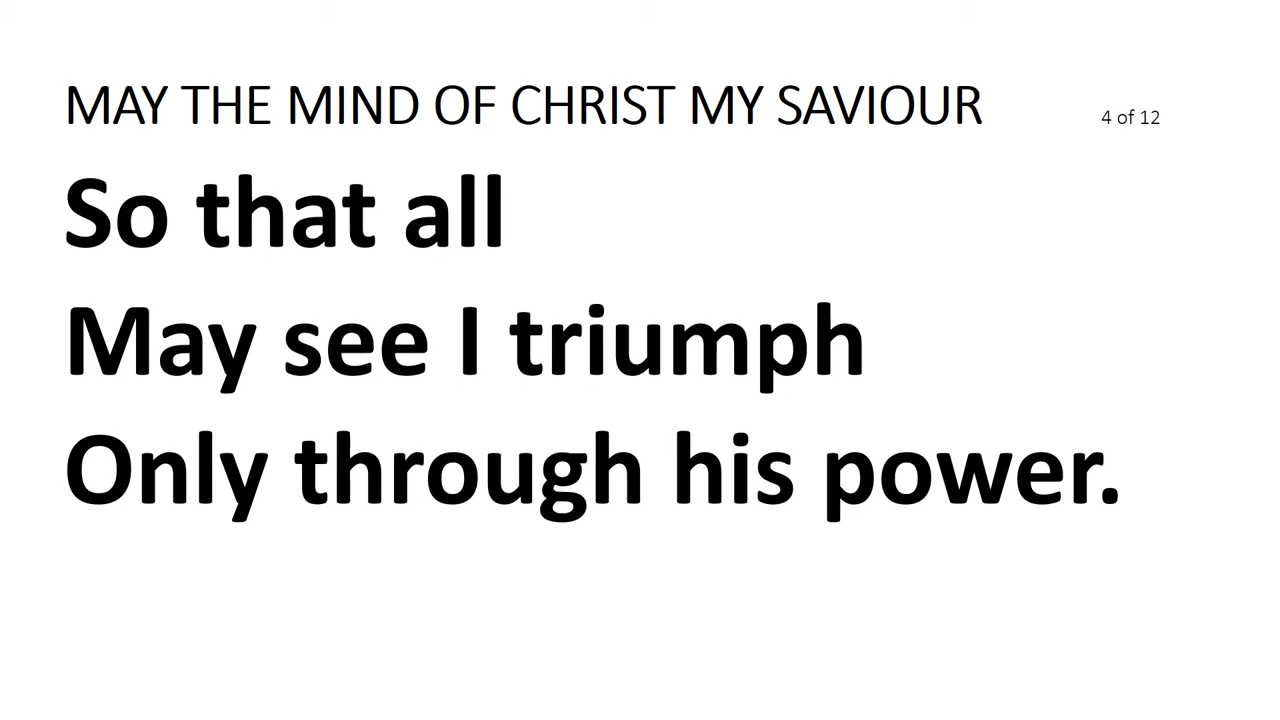 MAY THE MIND OF CHRIST MY SAVIOUR 4 of 12
So that all
May see I triumph
Only through his power.